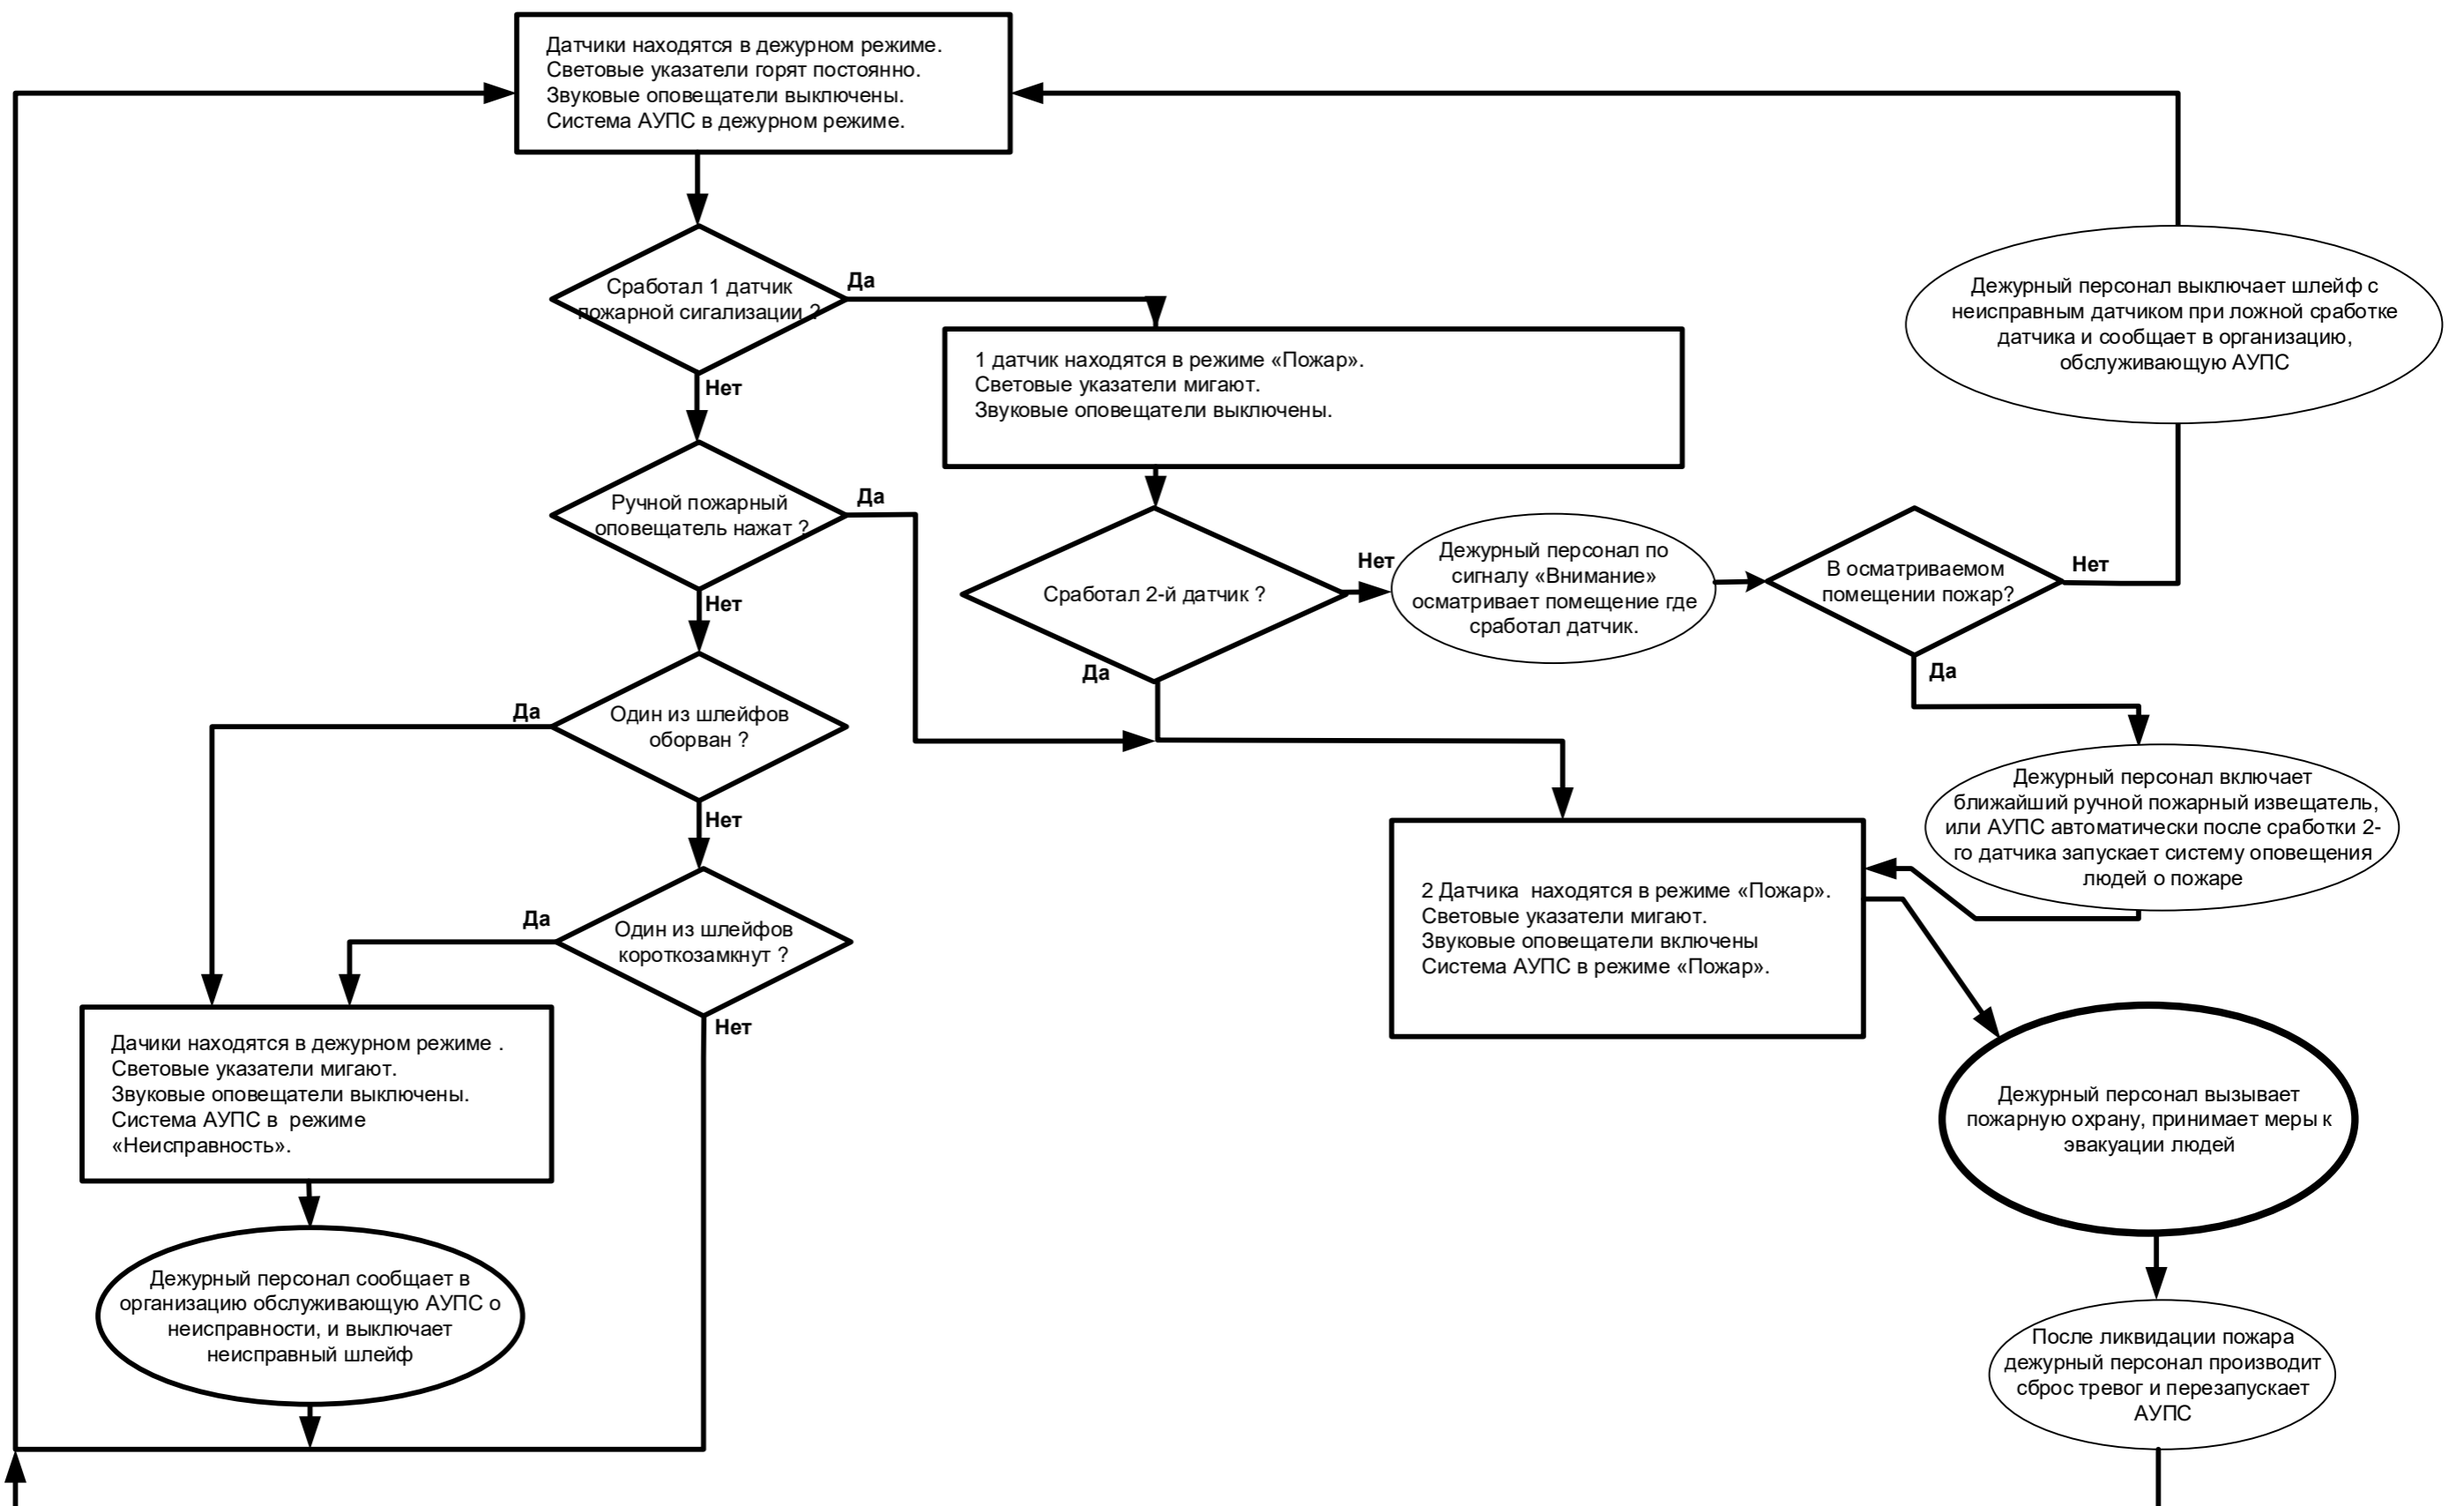 Датчики находятся в дежурном режиме.
Световые указатели горят постоянно.
Звуковые оповещатели выключены.
Система АУПС в дежурном режиме.
Сработал 1 датчик
пожарной сигализации ?
Да
Нет
1 датчик находятся в режиме «Пожар».
Световые указатели мигают.
Звуковые оповещатели выключены.
Дежурный персонал выключает шлейф с
неисправным датчиком при ложной сработке
датчика и сообщает в организацию,
обслуживающую АУПС
Ручной пожарный
оповещатель нажат ?
Да
Нет
Сработал 2-й датчик ?
Нет
Да
Дежурный персонал по
сигналу «Внимание»
осматривает помещение где
сработал датчик.
В осматриваемом
помещении пожар?
Нет
Да
Один из шлейфов
оборван ?
Да
Нет
Дежурный персонал включает
ближайший ручной пожарный извещатель,
или АУПС автоматически после сработки 2-
го датчика запускает систему оповещения
людей о пожаре
Один из шлейфов
короткозамкнут ?
Да
Нет
2 Датчика находятся в режиме «Пожар».
Световые указатели мигают.
Звуковые оповещатели включены
Система АУПС в режиме «Пожар».
Дачики находятся в дежурном режиме .
Световые указатели мигают.
Звуковые оповещатели выключены.
Система АУПС в режиме
«Неисправность».
Дежурный персонал вызывает
пожарную охрану, принимает меры к
эвакуации людей
Дежурный персонал сообщает в
организацию обслуживающую АУПС о
неисправности, и выключает
неисправный шлейф
После ликвидации пожара
дежурный персонал производит
сброс тревог и перезапускает
АУПС